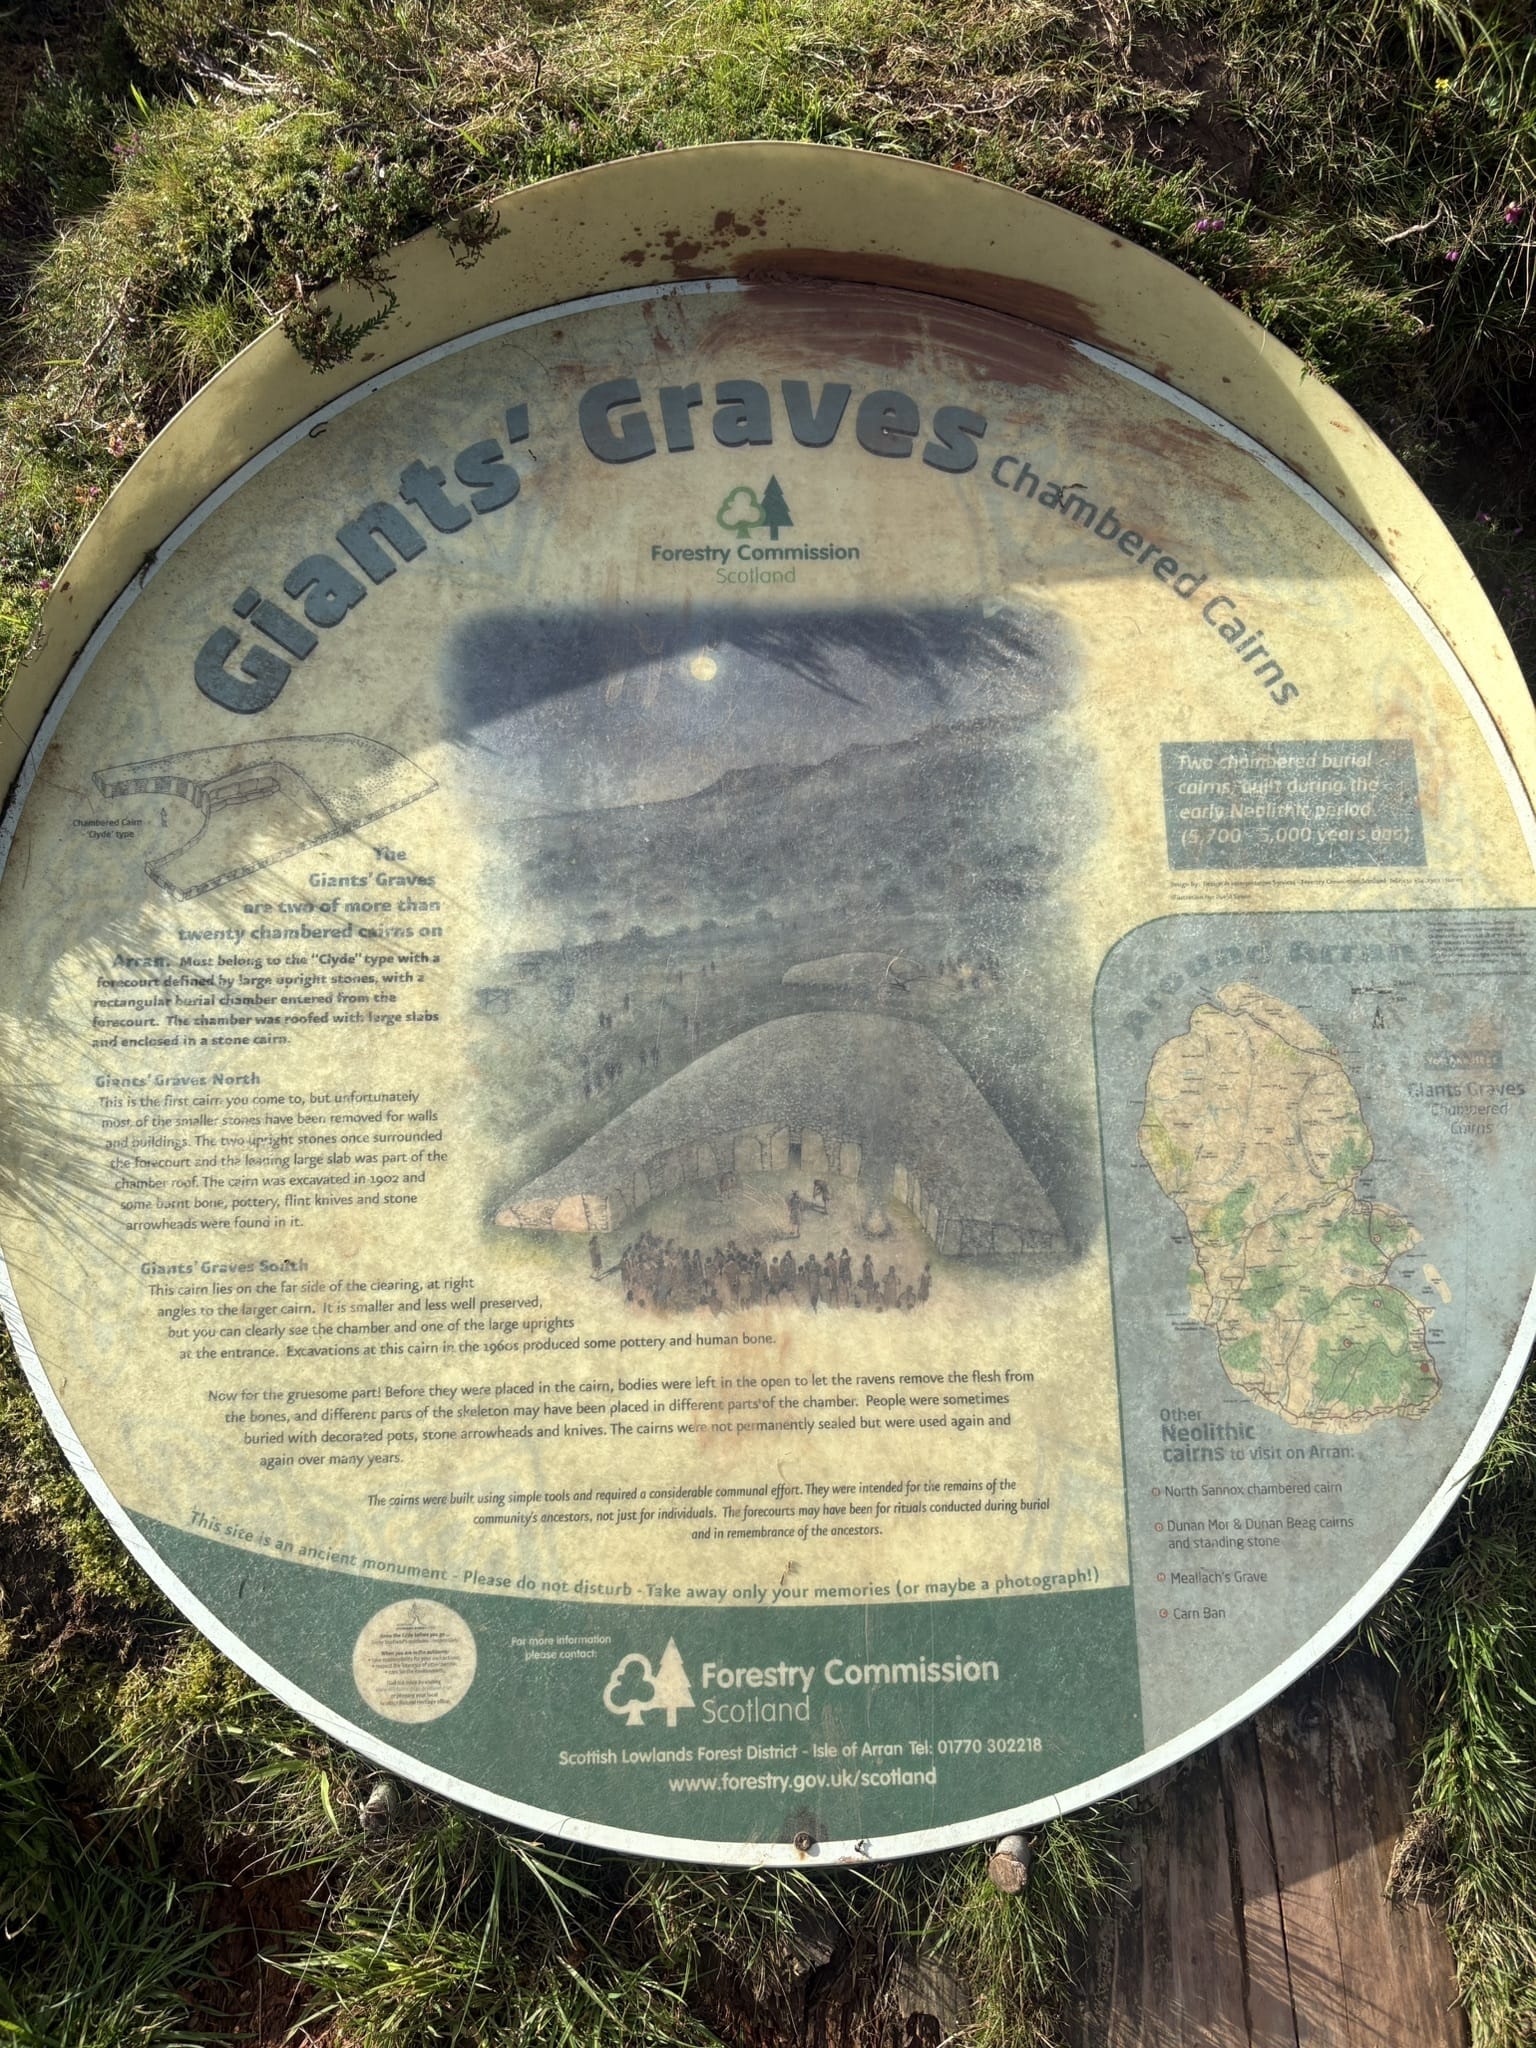 Giants' Graves Chambered Cairns
Forestry Commission
Scotland
Chambered Cairn
'Clyde' type
The
Giants' Graves
are two of more than
twenty chambered cairns on
Arran. Most belong to the "Clyde" type with a
forecourt defined by large upright stones, with a
rectangular burial chamber entered from the
forecourt. The chamber was roofed with large slabs
and enclosed in a stone cairn.
Giants' Graves North
This is the first cairn you come to, but unfortunately
most of the smaller stones have been removed for walls
and buildings. The two upright stones once surrounded
the forecourt and the leaning large slab was part of the
chamber roof. The cairn was excavated in 1902 and
some burnt bone, pottery, flint knives and stone
arrowheads were found in it.
Giants' Graves South
This cairn lies on the far side of the clearing, at right
angles to the larger cairn. It is smaller and less well preserved,
but you can clearly see the chamber and one of the large uprights
at the entrance. Excavations at this cairn in the 1960s produced some pottery and human bone.
Now for the gruesome part! Before they were placed in the cairn, bodies were left in the open to let the ravens remove the flesh from
the bones, and different parts of the skeleton may have been placed in different parts of the chamber. People were sometimes
buried with decorated pots, stone arrowheads and knives. The cairns were not permanently sealed but were used again and
again over many years.
The cairns were built using simple tools and required a considerable communal effort. They were intended for the remains of the
community's ancestors, not just for individuals. The forecourts may have been for rituals conducted during burial
and in remembrance of the ancestors.
Two chambered burial
cairns, built during the
early Neolithic period
(5,700 - 5,000 years ago)
Around Arran
You are Here
Giants Graves
Chambered
Cairns
Other
Neolithic
cairns to visit on Arran:
North Sannox chambered cairn
Dunan Mor & Dunan Beag cairns
and standing stone
Meallach's Grave
Carn Ban
This site is an ancient monument - Please do not disturb - Take away only your memories (or maybe a photograph!)
For more information
please contact:
Forestry Commission
Scotland
Scottish Lowlands Forest District - Isle of Arran Tel: 01770 302218
www.forestry.gov.uk/scotland